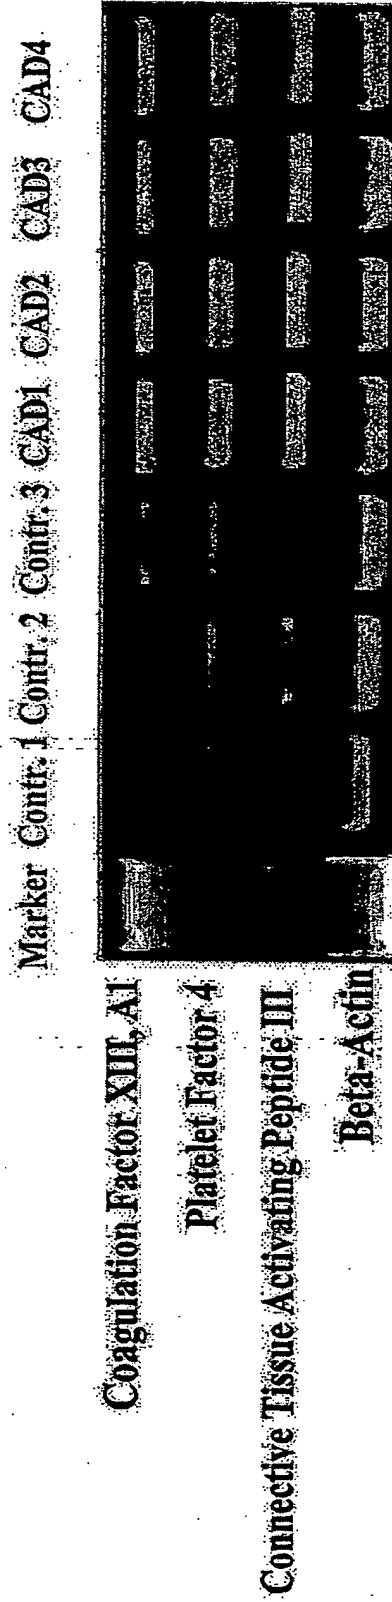 Marker Contr. 1 Contr. 2 Contr. 3 CAD1 CAD2 CAD3 CAD4
Coagulation Factor XIII, A1
Platelet Factor 4
Connective Tissue Activating Peptide III
Beta-Actin